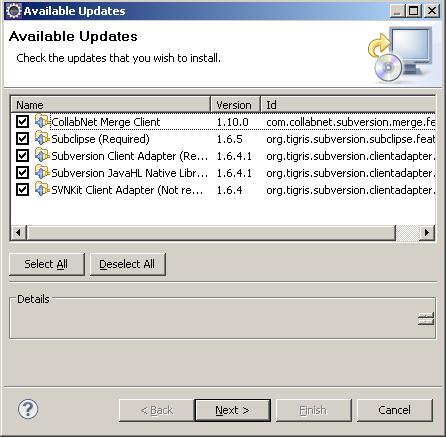 Available Updates
Available Updates
Check the updates that you wish to install.
Name Version Id
CollabNet Merge Client 1.10.0 com.collabnet.subversion.merge.fe
Subclipse (Required) 1.6.5 org.tigris.subversion.subclipse.feat
Subversion Client Adapter (Re... 1.6.4.1 org.tigris.subversion.clientadapter.
Subversion JavaHL Native Libr... 1.6.4.1 org.tigris.subversion.clientadapter.
SVNKit Client Adapter (Not re... 1.6.4 org.tigris.subversion.clientadapter.
Select All Deselect All
Details
? < Back Next > Finish Cancel